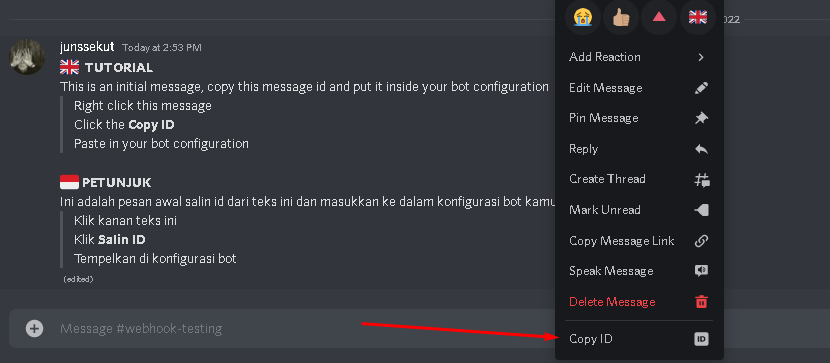 2022
junssekut Today at 2:53 PM
TUTORIAL
This is an initial message, copy this message id and put it inside your bot configuration
Right click this message
Click the Copy ID
Paste in your bot configuration
PETUNJUK
Ini adalah pesan awal salin id dari teks ini dan masukkan ke dalam konfigurasi bot kamu
Klik kanan teks ini
Klik Salin ID
Tempelkan di konfigurasi bot
(edited)
Message #webhook-testing
Add Reaction
Edit Message
Pin Message
Reply
Create Thread
Mark Unread
Copy Message Link
Speak Message
Delete Message
Copy ID
ID